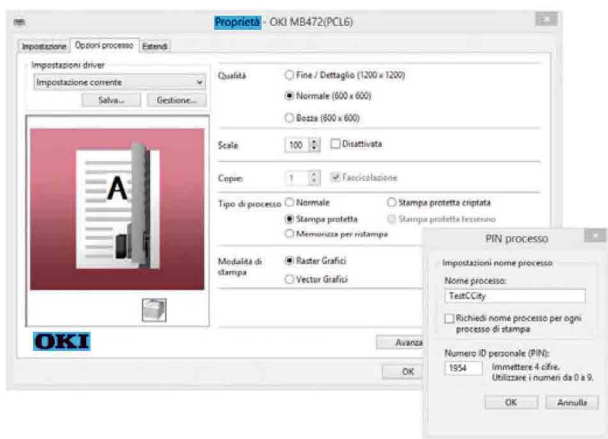 Proprietà - OKI MB472(PCL6)
Impostazione Opzioni processo Estendi
Impostazioni driver
Impostazione corrente
Salva... Gestione...
A
OKI
Qualità
Fine / Dettaglio (1200 x 1200)
Normale (600 x 600)
Bozza (600 x 600)
Scale 100 Disattivata
Copie: 1 Fascicolazione
Tipo di processo Normale Stampa protetta criptata
Stampa protetta Stampa protetta tesserino
Memorizza per ristampa
Modalità di stampa
Raster Grafici
Vector Grafici
Avanza
OK
PIN processo
Impostazioni nome processo
Nome processo:
TestCCity
Richiedi nome processo per ogni
processo di stampa
Numero ID personale (PIN):
1954 Immettere 4 cifre.
Utilizzare i numeri da 0 a 9.
OK Annulla